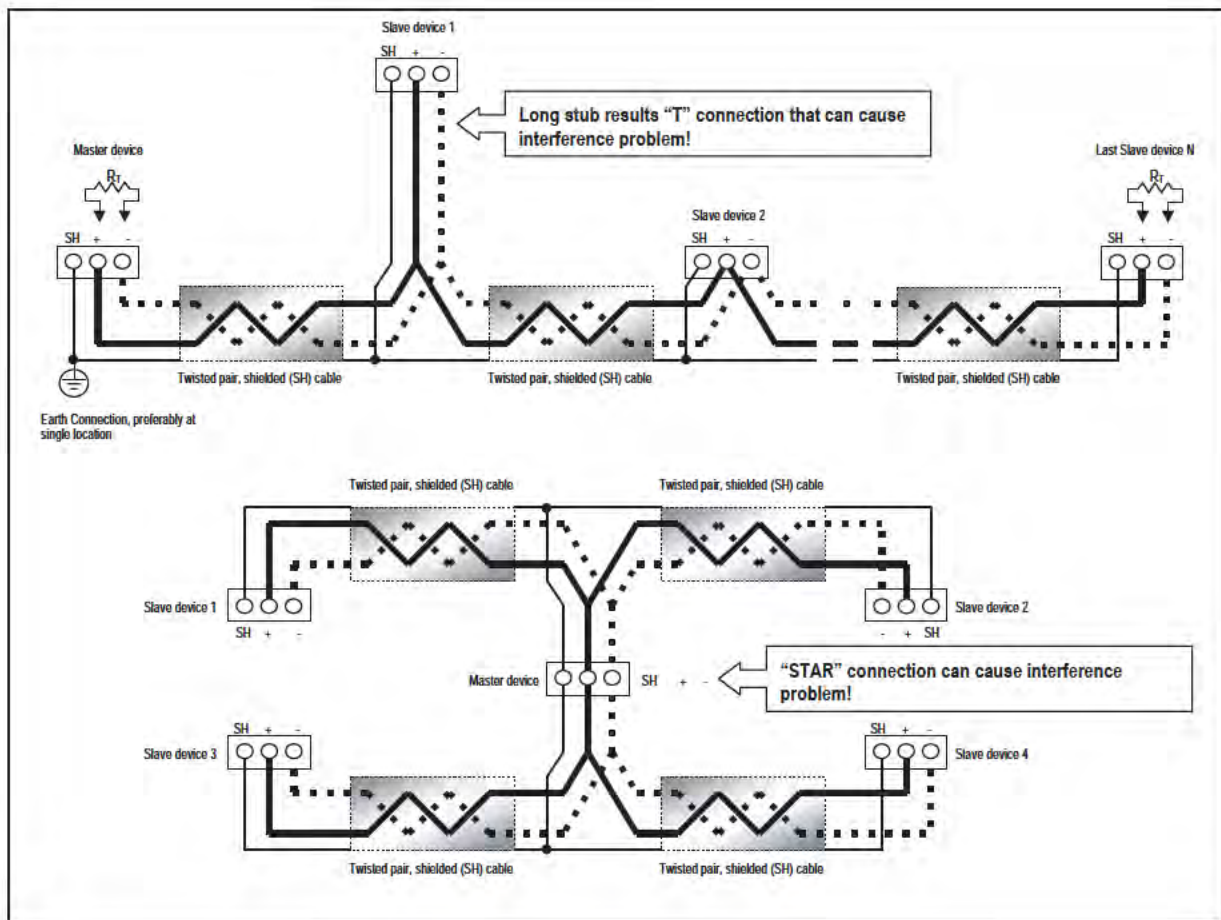 Slave device 1
SH + -
Long stub results “T” connection that can cause
interference problem!
Master device
RT
SH + -
Slave device 2
SH + -
Last Slave device N
RT
SH + -
Twisted pair, shielded (SH) cable
Twisted pair, shielded (SH) cable
Twisted pair, shielded (SH) cable
Earth Connection, preferably at
single location
Twisted pair, shielded (SH) cable
Twisted pair, shielded (SH) cable
Slave device 1
SH + -
Slave device 2
- + SH
Master device
SH + -
“STAR” connection can cause interference
problem!
Slave device 3
SH + -
Slave device 4
SH + -
Twisted pair, shielded (SH) cable
Twisted pair, shielded (SH) cable